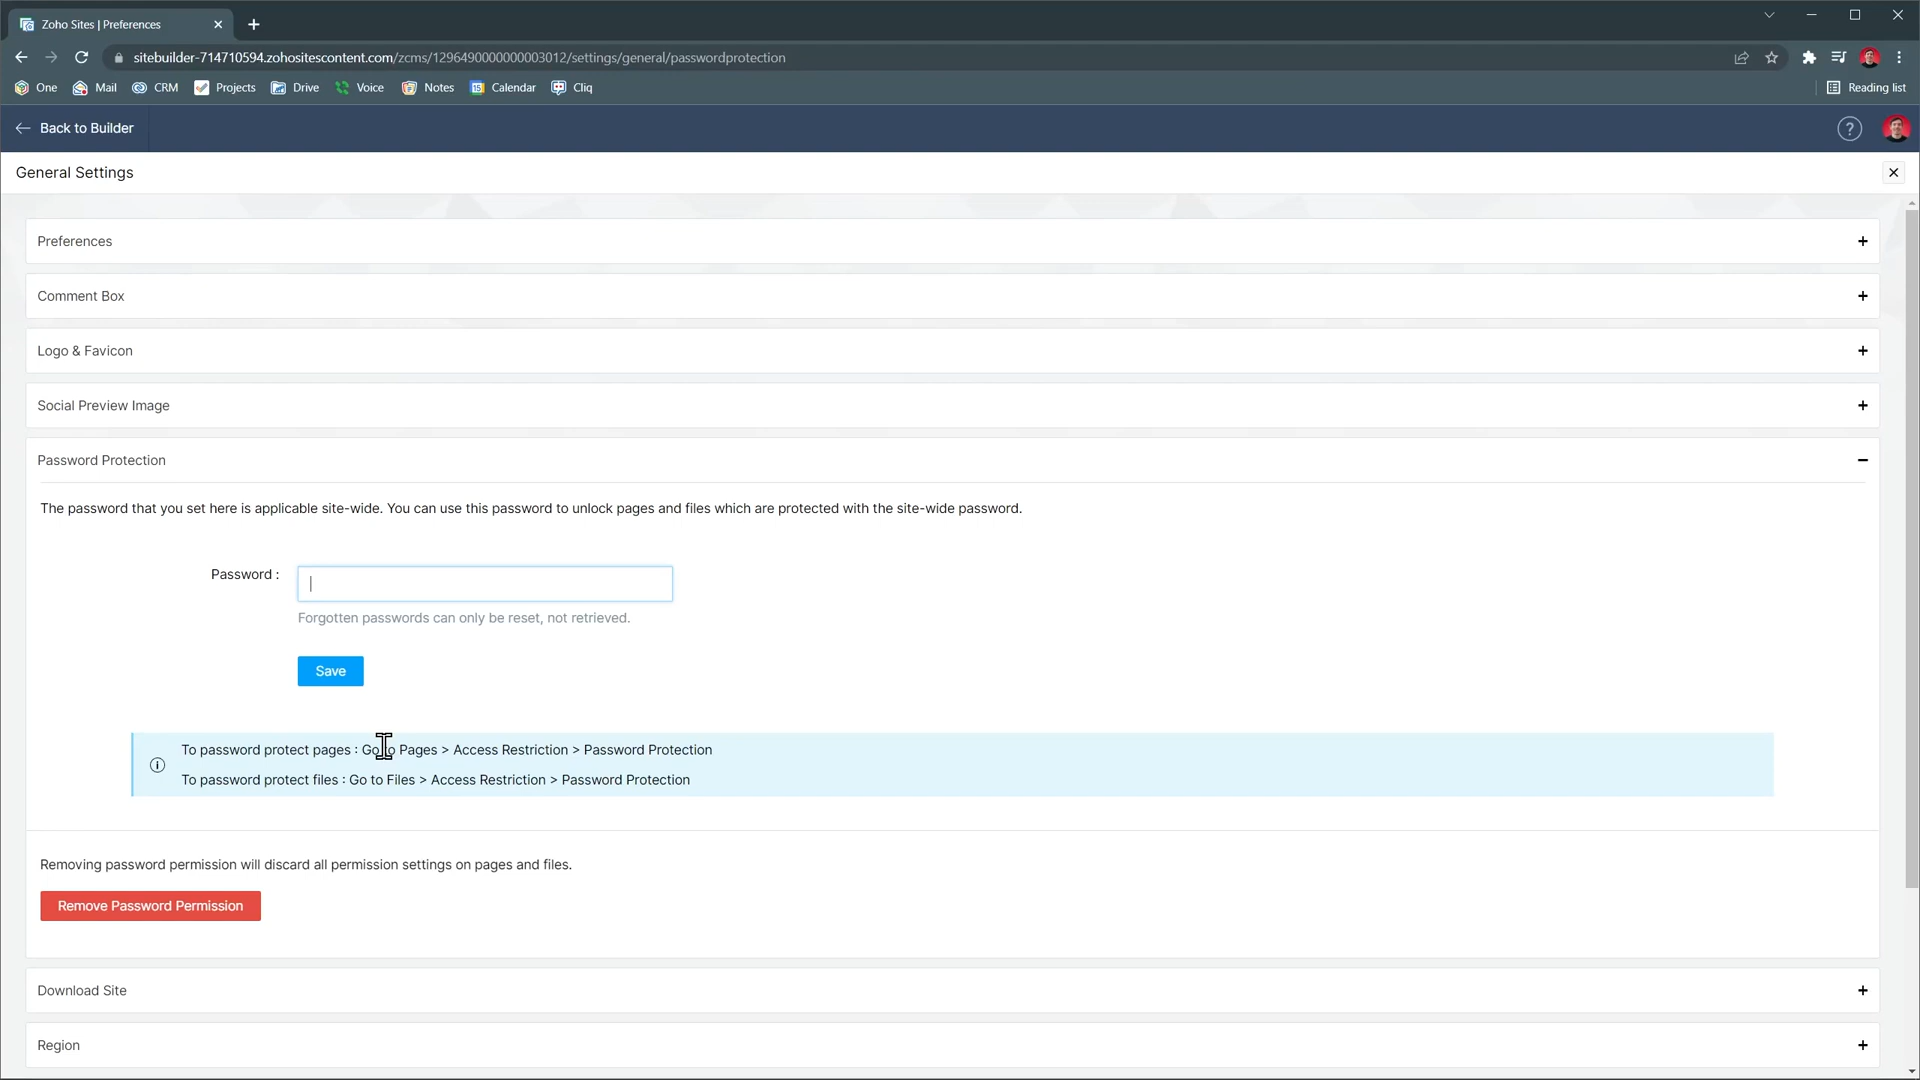 Zoho Sites | Preferences
sitebuilder-714710594.zohositescontent.com/zcms/1296490000000003012/settings/general/passwordprotection
One Mail CRM Projects Drive Voice Notes 15 Calendar Cliq Reading list
Back to Builder ?
General Settings
Preferences
Comment Box
Logo & Favicon
Social Preview Image
Password Protection
The password that you set here is applicable site-wide. You can use this password to unlock pages and files which are protected with the site-wide password.
Password :
Forgotten passwords can only be reset, not retrieved.
Save
To password protect pages : Go to Pages > Access Restriction > Password Protection
To password protect files : Go to Files > Access Restriction > Password Protection
Removing password permission will discard all permission settings on pages and files.
Remove Password Permission
Download Site
Region